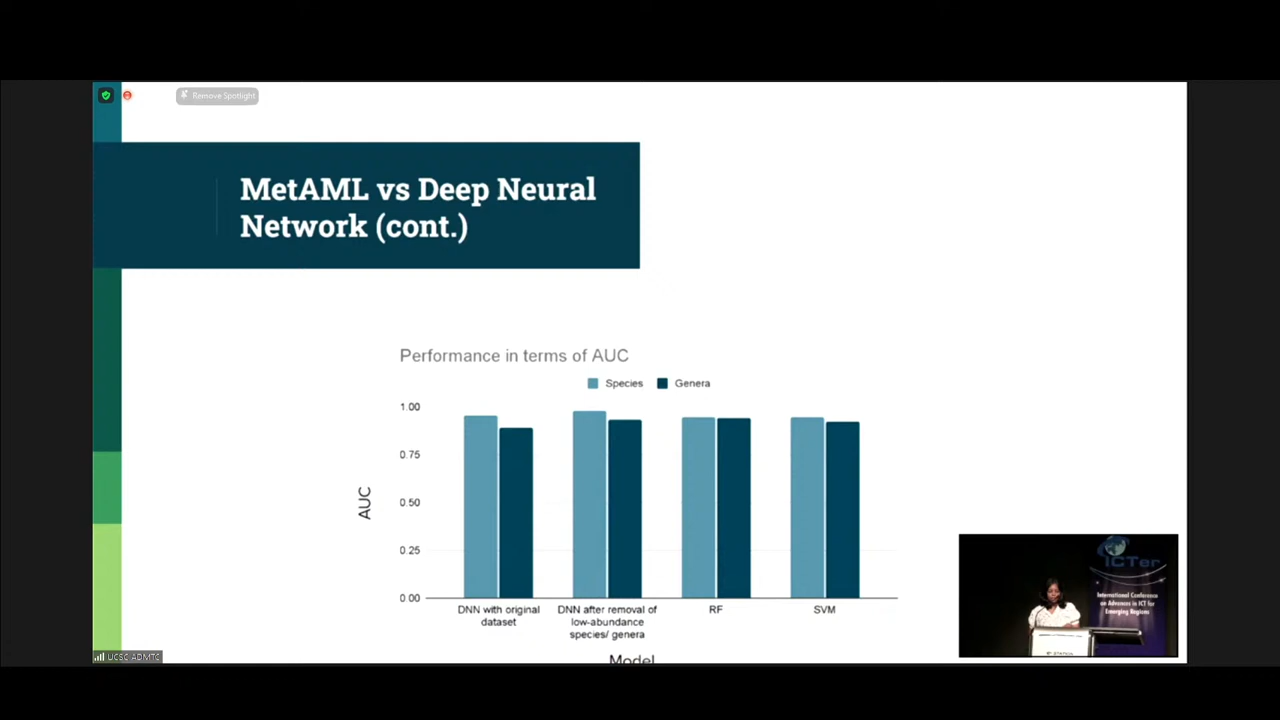 Remove Spotlight
MetAML vs Deep Neural
Network (cont.)
Performance in terms of AUC
Species
Genera
1.00
0.75
0.50
0.25
0.00
AUC
DNN with original
dataset
DNN after removal of
low-abundance
species/ genera
RF
SVM
Model
ICTer
International Conference
on Advances in ICT for
Emerging Regions
UCSC ADMTC